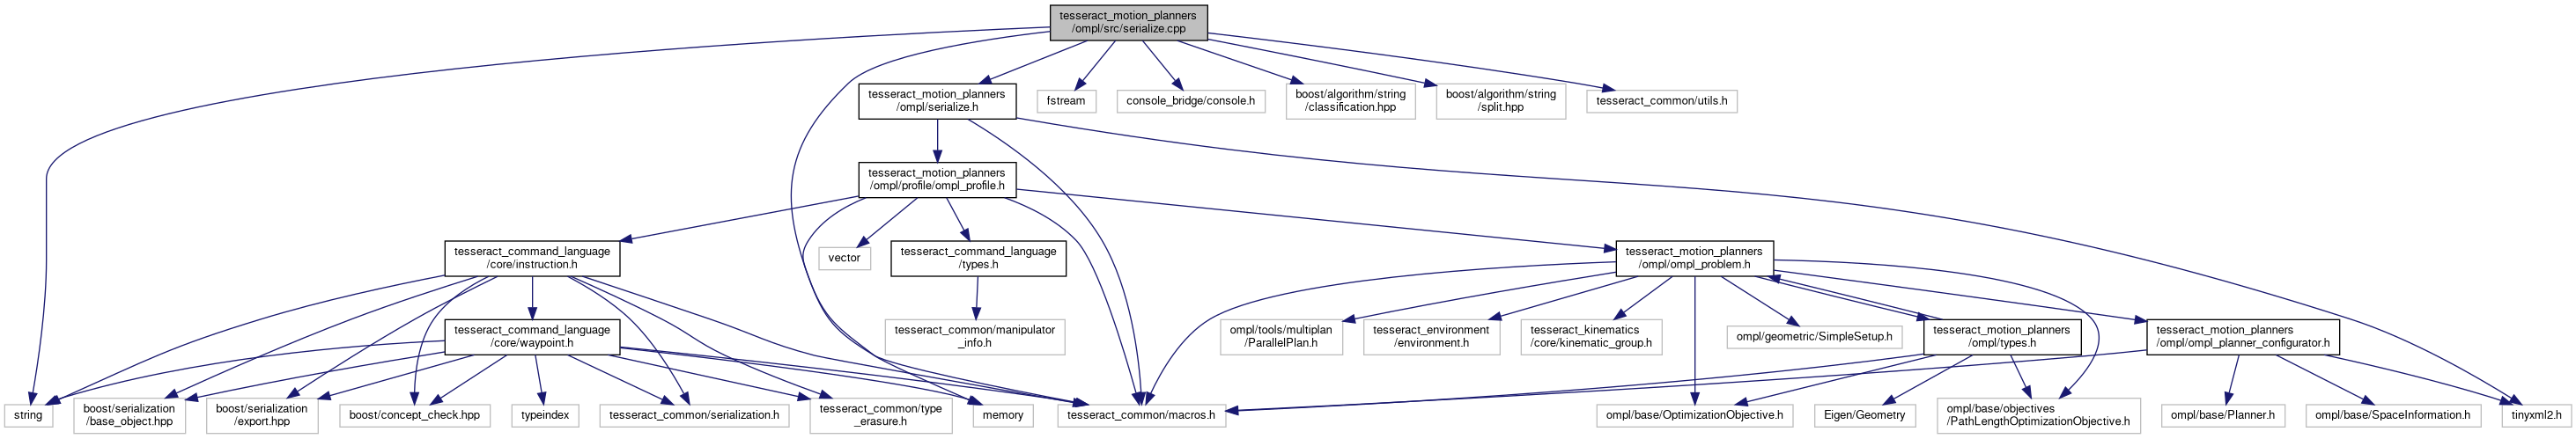 tesseract_motion_planners
/ompl/src/serialize.cpp
tesseract_motion_planners
/ompl/serialize.h
fstream
console_bridge/console.h
boost/algorithm/string
/classification.hpp
boost/algorithm/string
/split.hpp
tesseract_common/utils.h
tesseract_motion_planners
/ompl/profile/ompl_profile.h
tesseract_command_language
/core/instruction.h
vector
tesseract_command_language
/types.h
tesseract_motion_planners
/ompl/ompl_problem.h
tesseract_command_language
/core/waypoint.h
tesseract_common/manipulator
_info.h
ompl/tools/multiplan
/ParallelPlan.h
tesseract_environment
/environment.h
tesseract_kinematics
/core/kinematic_group.h
ompl/geometric/SimpleSetup.h
tesseract_motion_planners
/ompl/types.h
tesseract_motion_planners
/ompl/ompl_planner_configurator.h
string
boost/serialization
/base_object.hpp
boost/serialization
/export.hpp
boost/concept_check.hpp
typeindex
tesseract_common/serialization.h
tesseract_common/type
_erasure.h
memory
tesseract_common/macros.h
ompl/base/OptimizationObjective.h
Eigen/Geometry
ompl/base/objectives
/PathLengthOptimizationObjective.h
ompl/base/Planner.h
ompl/base/SpaceInformation.h
tinyxml2.h